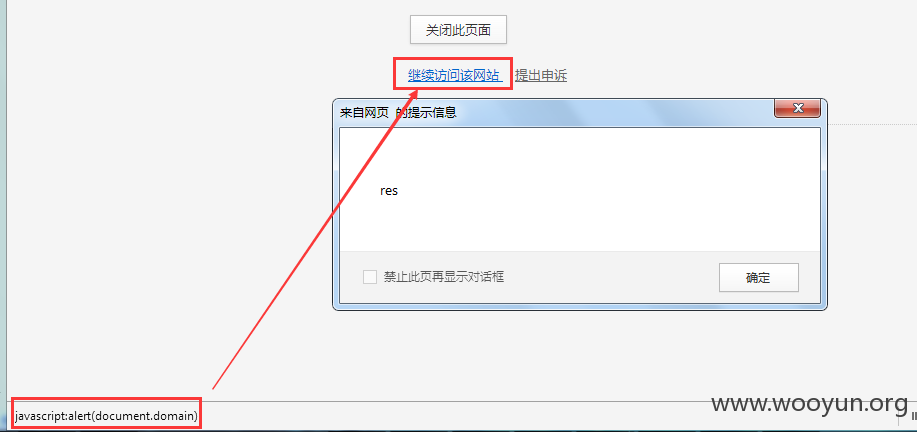 关闭此页面
继续访问该网站 提出申诉
来自网页 的提示信息
res
禁止此页再显示对话框
确定
javascript:alert(document.domain)
www.wooyun.org